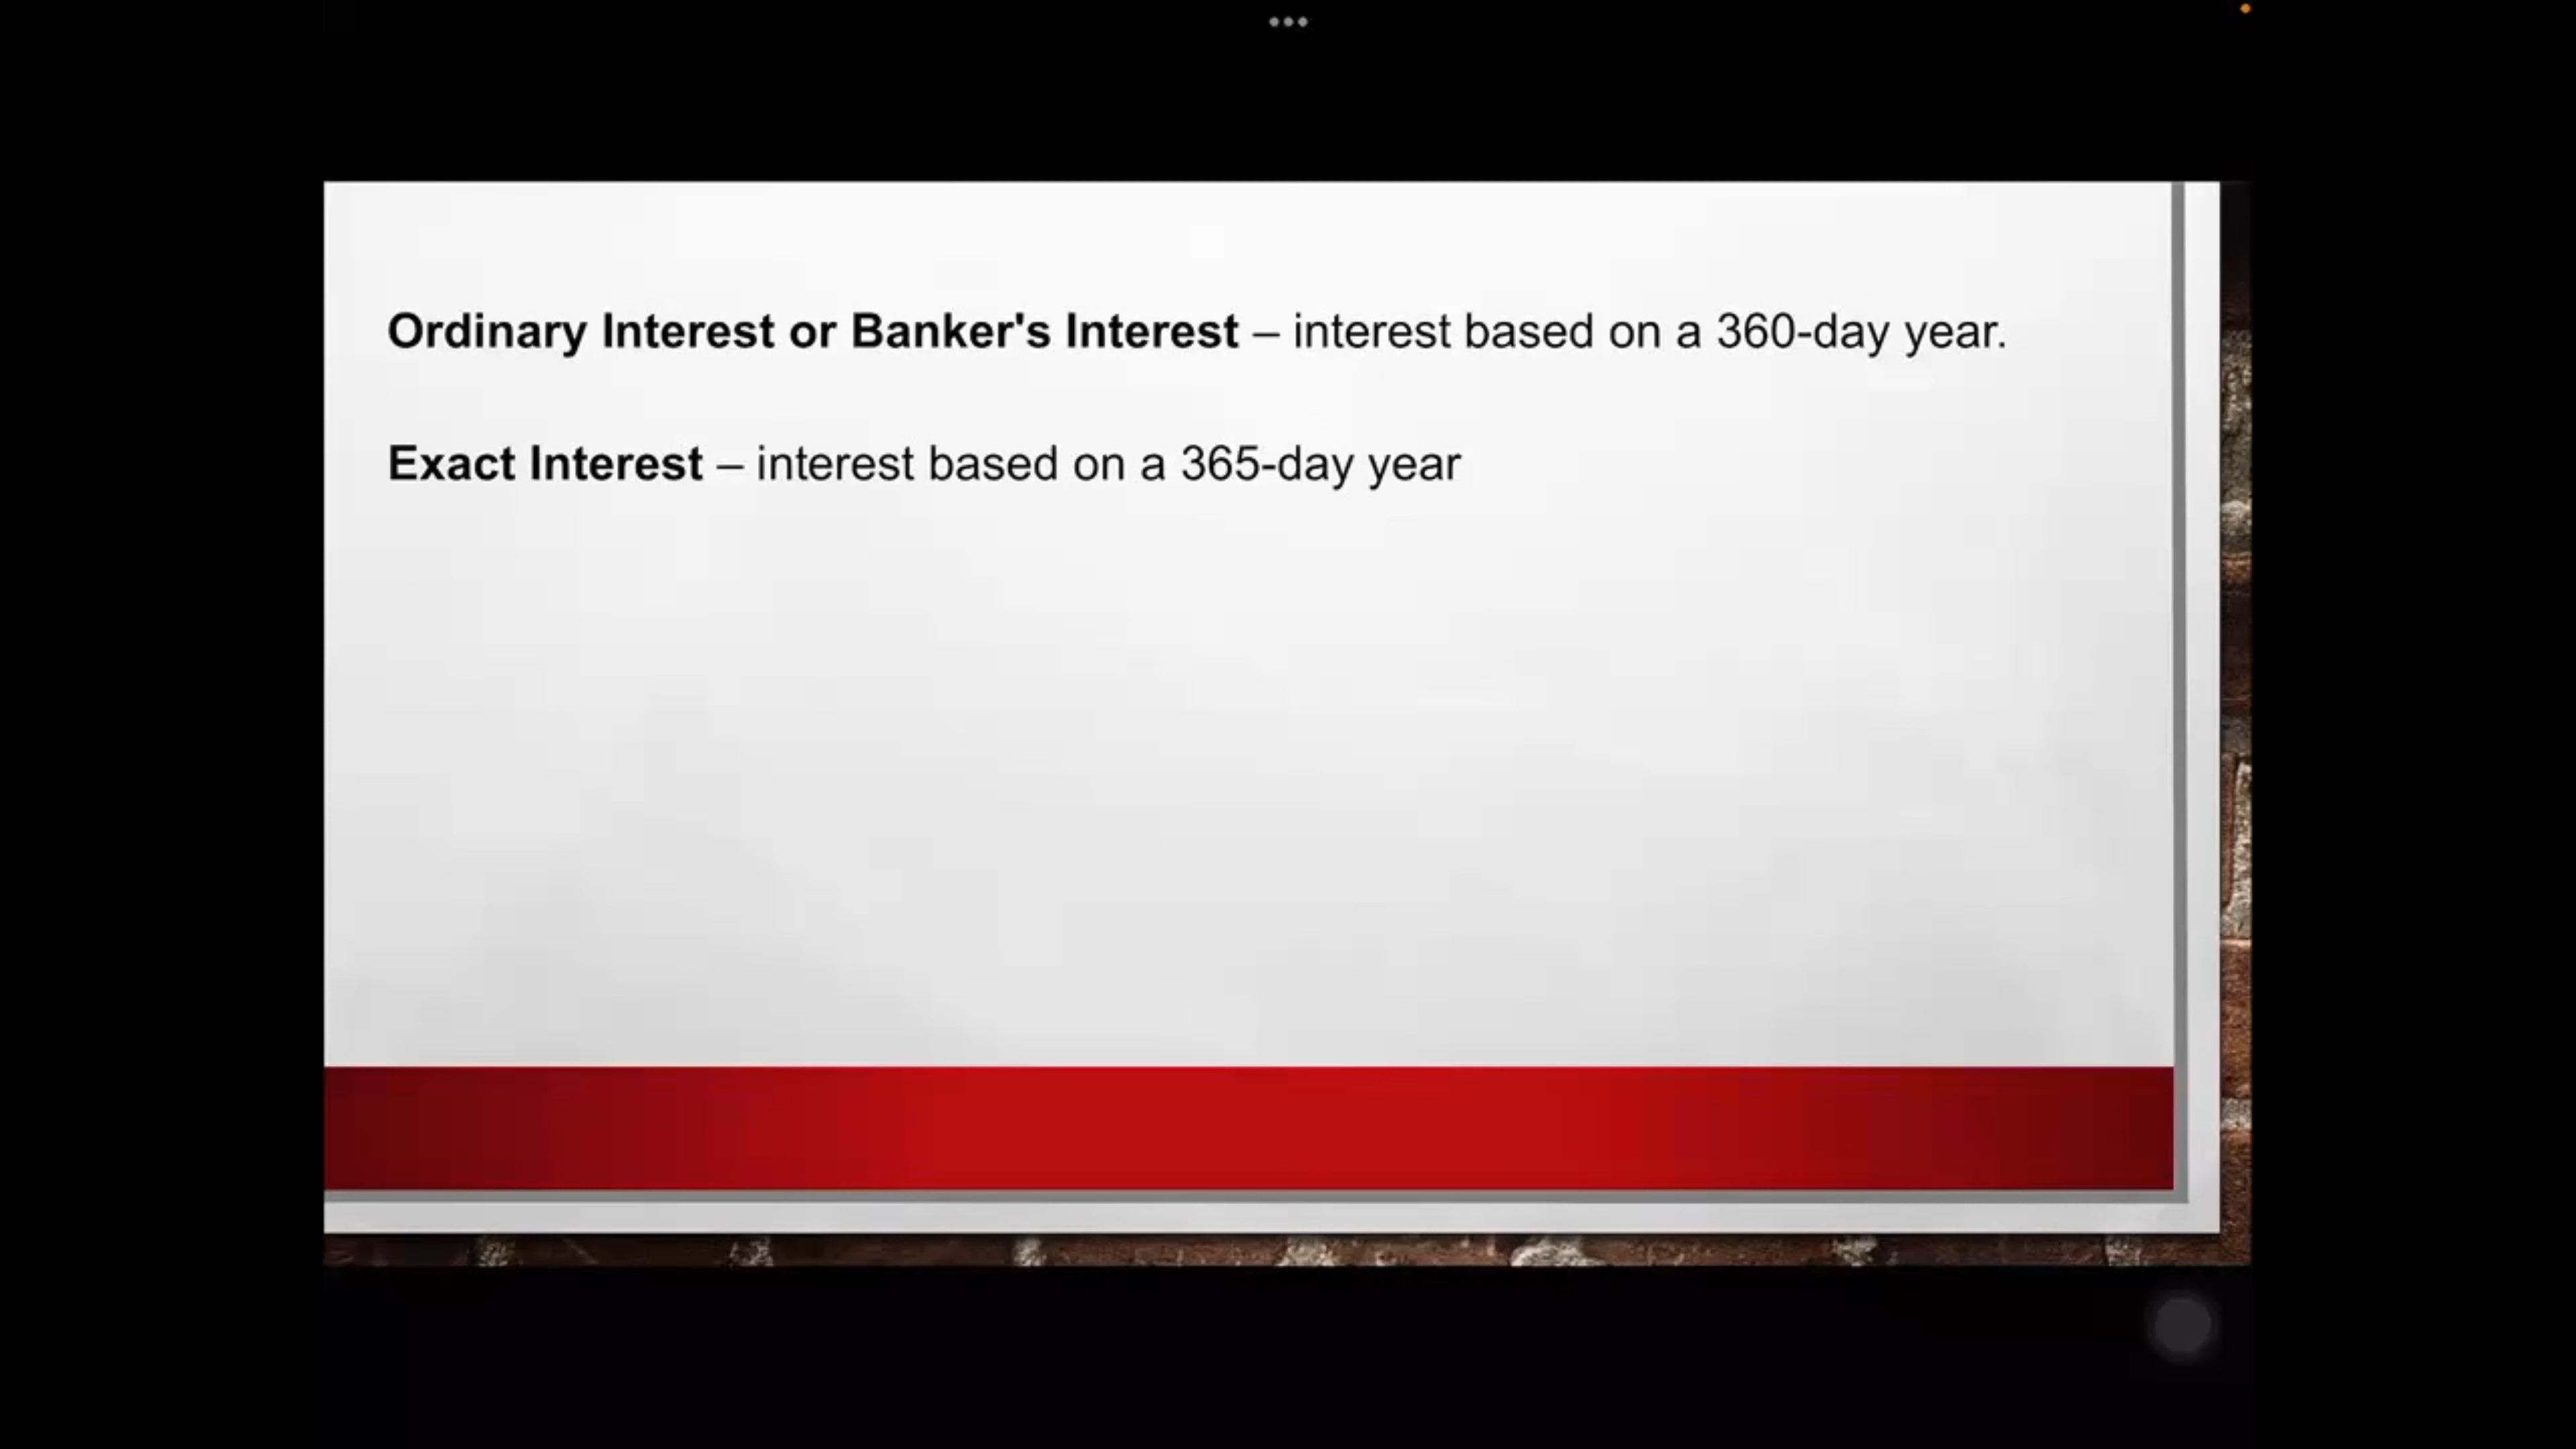 Ordinary Interest or Banker's Interest – interest based on a 360-day year.
Exact Interest – interest based on a 365-day year